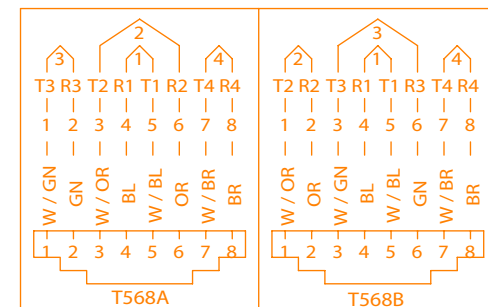 2
3 1 4
T3 R3 T2 R1 T1 R2 T4 R4
1 2 3 4 5 6 7 8
W / GN GN W / OR BL W / BL OR W / BR BR
1 2 3 4 5 6 7 8
T568A
3
2 1 4
T2 R2 T3 R1 T1 R3 T4 R4
1 2 3 4 5 6 7 8
W / OR OR W / GN BL W / BL GN W / BR BR
1 2 3 4 5 6 7 8
T568B